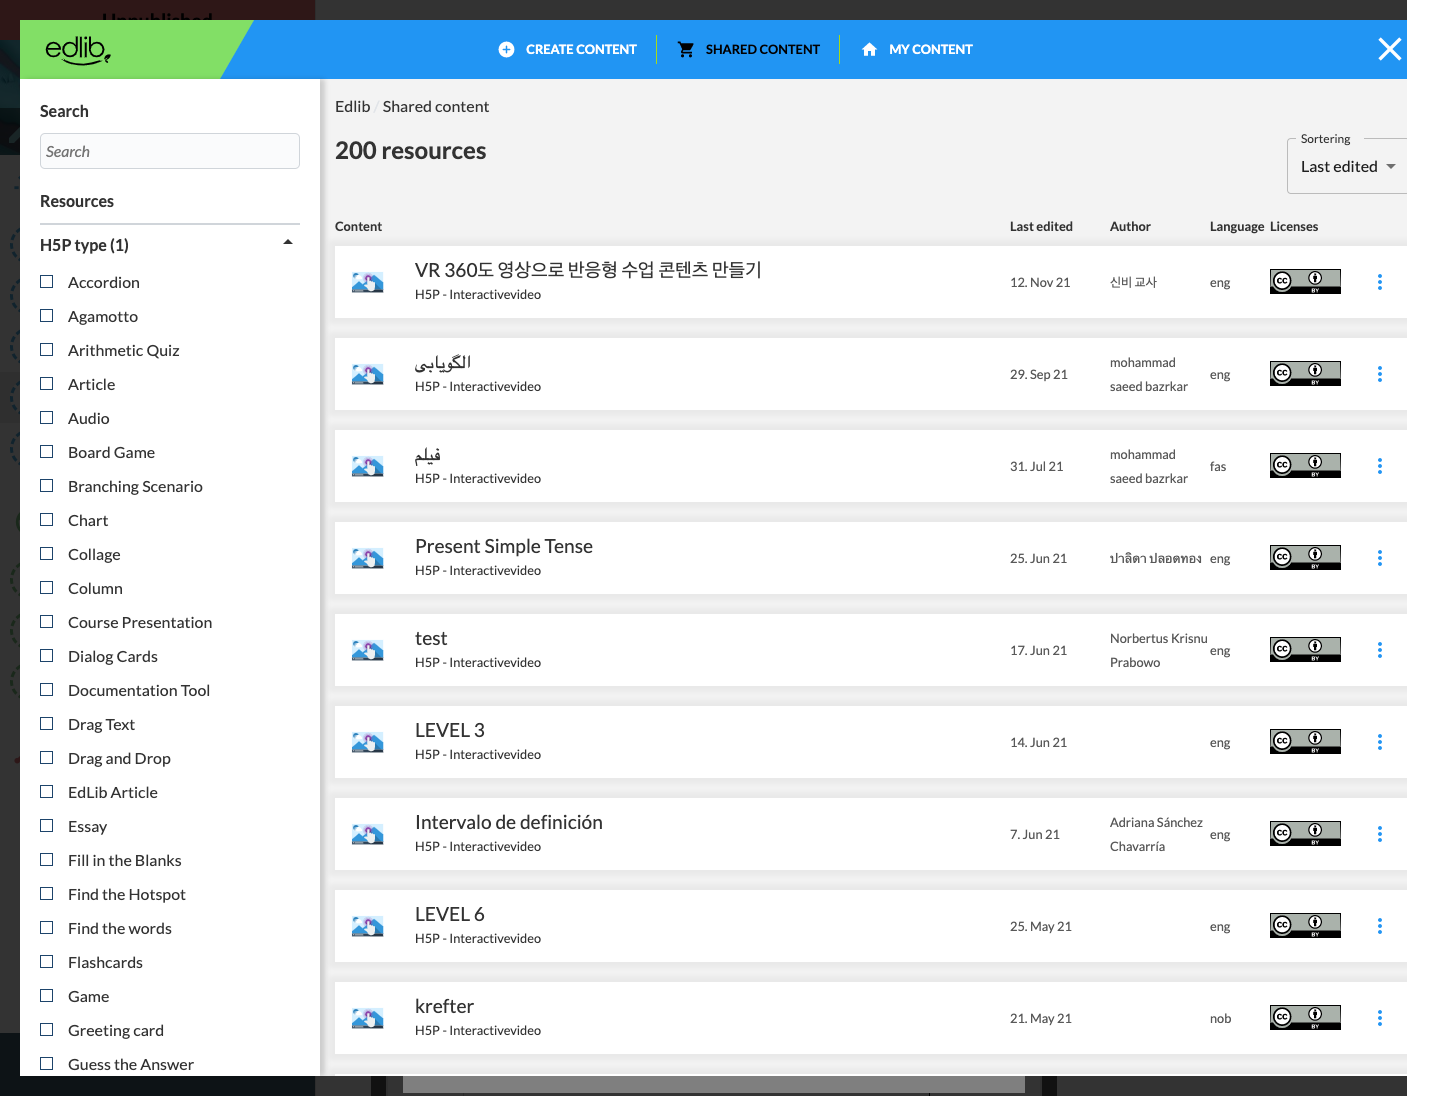 Unpublished
edlib
CREATE CONTENT
SHARED CONTENT
MY CONTENT
Search
Search
Resources
H5P type (1)
Accordion
Agamotto
Arithmetic Quiz
Article
Audio
Board Game
Branching Scenario
Chart
Collage
Column
Course Presentation
Dialog Cards
Documentation Tool
Drag Text
Drag and Drop
EdLib Article
Essay
Fill in the Blanks
Find the Hotspot
Find the words
Flashcards
Game
Greeting card
Guess the Answer
Edlib / Shared content
200 resources
Sortering
Last edited
Content Last edited Author Language Licenses
VR 360도 영상으로 반응형 수업 콘텐츠 만들기
H5P - Interactivevideo
12. Nov 21
신비 교사
eng
CC BY
الگویابی
H5P - Interactivevideo
29. Sep 21
mohammad
saeed bazrkar
eng
CC BY
فیلم
H5P - Interactivevideo
31. Jul 21
mohammad
saeed bazrkar
fas
CC BY
Present Simple Tense
H5P - Interactivevideo
25. Jun 21
ปาลิดา ปลอดทอง
eng
CC BY
test
H5P - Interactivevideo
17. Jun 21
Norbertus Krisnu
Prabowo
eng
CC BY
LEVEL 3
H5P - Interactivevideo
14. Jun 21
eng
CC BY
Intervalo de definición
H5P - Interactivevideo
7. Jun 21
Adriana Sánchez
Chavarría
eng
CC BY
LEVEL 6
H5P - Interactivevideo
25. May 21
eng
CC BY
krefter
H5P - Interactivevideo
21. May 21
nob
CC BY